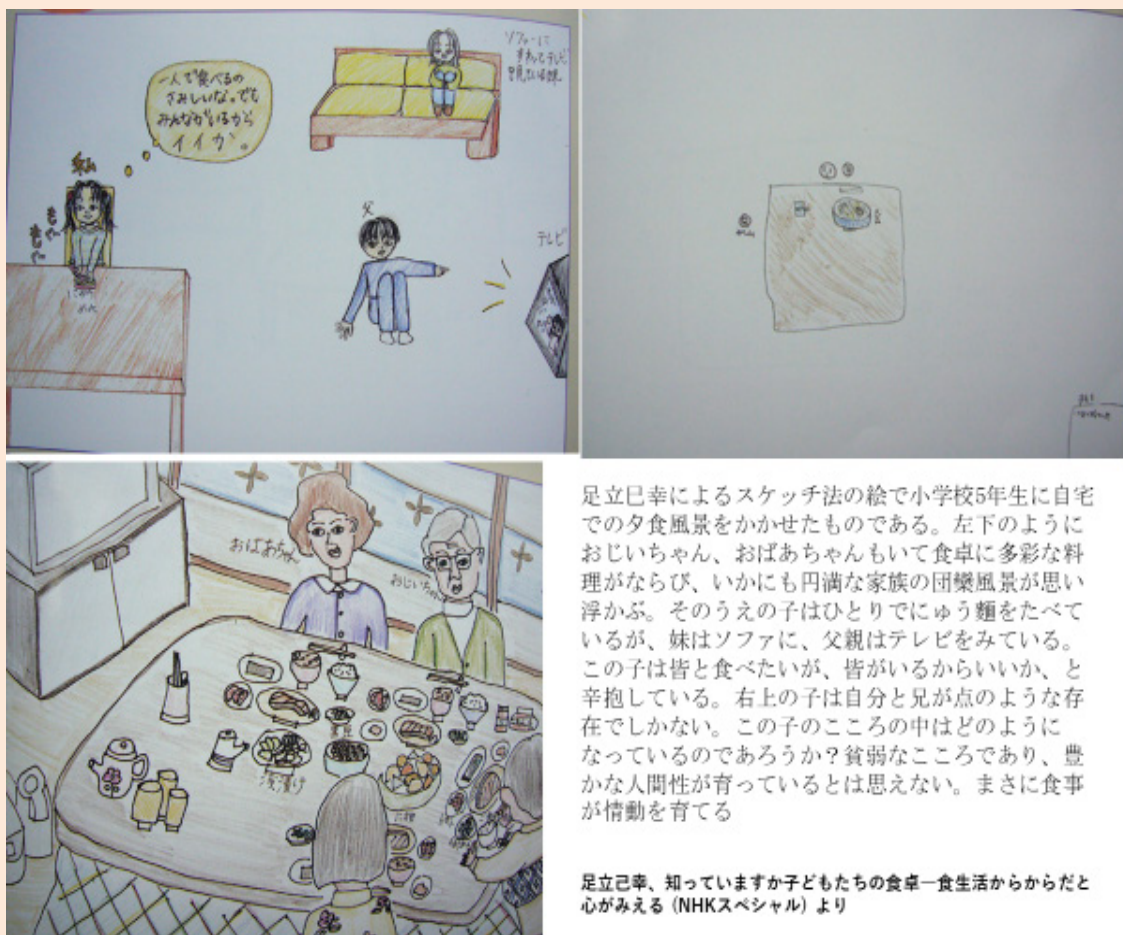 ソファーに
すわってテレビ
を見ている妹
一人で食べるの
さみしいな。でも
みんながいるから
イイか。
私
父
テレビ
にゅう
めん
おばあちゃん
おじいちゃん
足立巳幸によるスケッチ法の絵で小学校5年生に自宅
での夕食風景をかかせたものである。左下のように
おじいちゃん、おばあちゃんもいて食卓に多彩な料
理がならび、いかにも円満な家族の団欒風景が思い
浮かぶ。そのうえの子はひとりでにゅう麵をたべて
いるが、妹はソファに、父親はテレビをみている。
この子は皆と食べたいが、皆がいるからいいか、と
辛抱している。右上の子は自分と兄が点のような存
在でしかない。この子のこころの中はどのように
なっているのであろうか？貧弱なこころであり、豊
かな人間性が育っているとは思えない。まさに食事
が情動を育てる
足立己幸、知っていますか子どもたちの食卓―食生活からからだと
心がみえる（NHKスペシャル）より